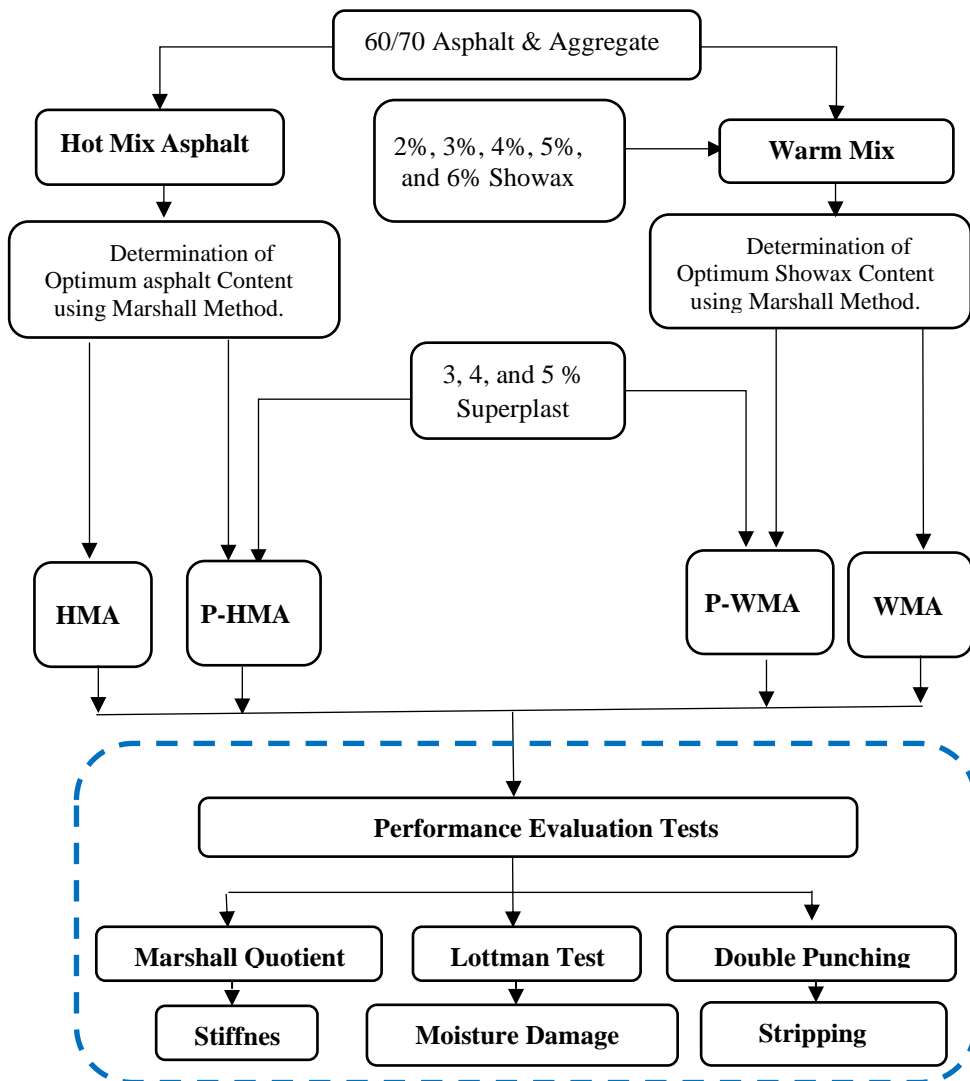 60/70 Asphalt & Aggregate
Hot Mix Asphalt
2%, 3%, 4%, 5%,
and 6% Showax
Warm Mix
Determination of
Optimum asphalt Content
using Marshall Method.
Determination of
Optimum Showax Content
using Marshall Method.
3, 4, and 5 %
Superplast
HMA
P-HMA
P-WMA
WMA
Performance Evaluation Tests
Marshall Quotient
Lottman Test
Double Punching
Stiffnes
Moisture Damage
Stripping